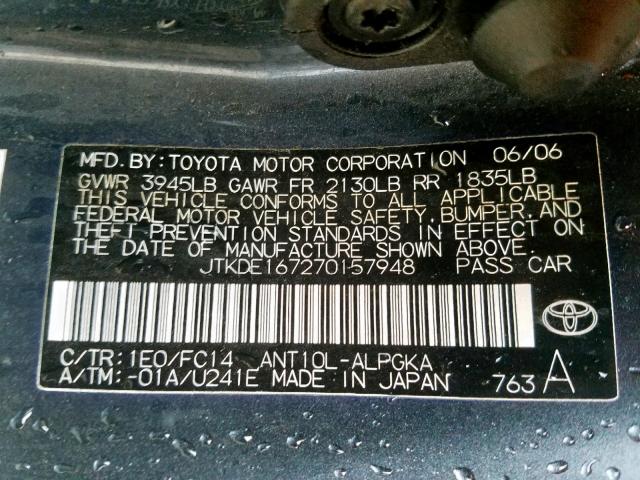 MFD.BY:TOYOTA MOTOR CORPORATION 06/06
GVWR 3945LB GAWR FR 2130LB RR 1835LB
THIS VEHICLE CONFORMS TO ALL APPLICABLE
FEDERAL MOTOR VEHICLE SAFETY, BUMPER, AND
THEFT PREVENTION STANDARDS IN EFFECT ON
THE DATE OF MANUFACTURE SHOWN ABOVE.
JTKDE167270157948 PASS CAR
C/TR:1E0/FC14 ANT10L-ALPGKA
A/TM:-01A/U241E MADE IN JAPAN 763 A